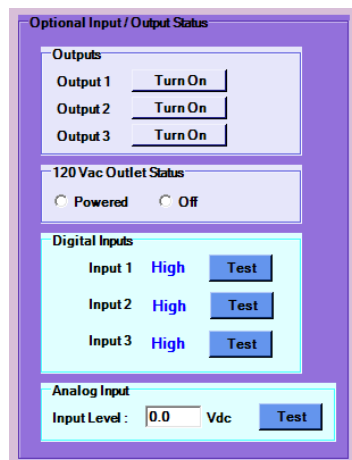 Optional Input / Output Status
Outputs
Output 1 Turn On
Output 2 Turn On
Output 3 Turn On
120 Vac Outlet Status
Powered Off
Digital Inputs
Input 1 High Test
Input 2 High Test
Input 3 High Test
Analog Input
Input Level : 0.0 Vdc Test